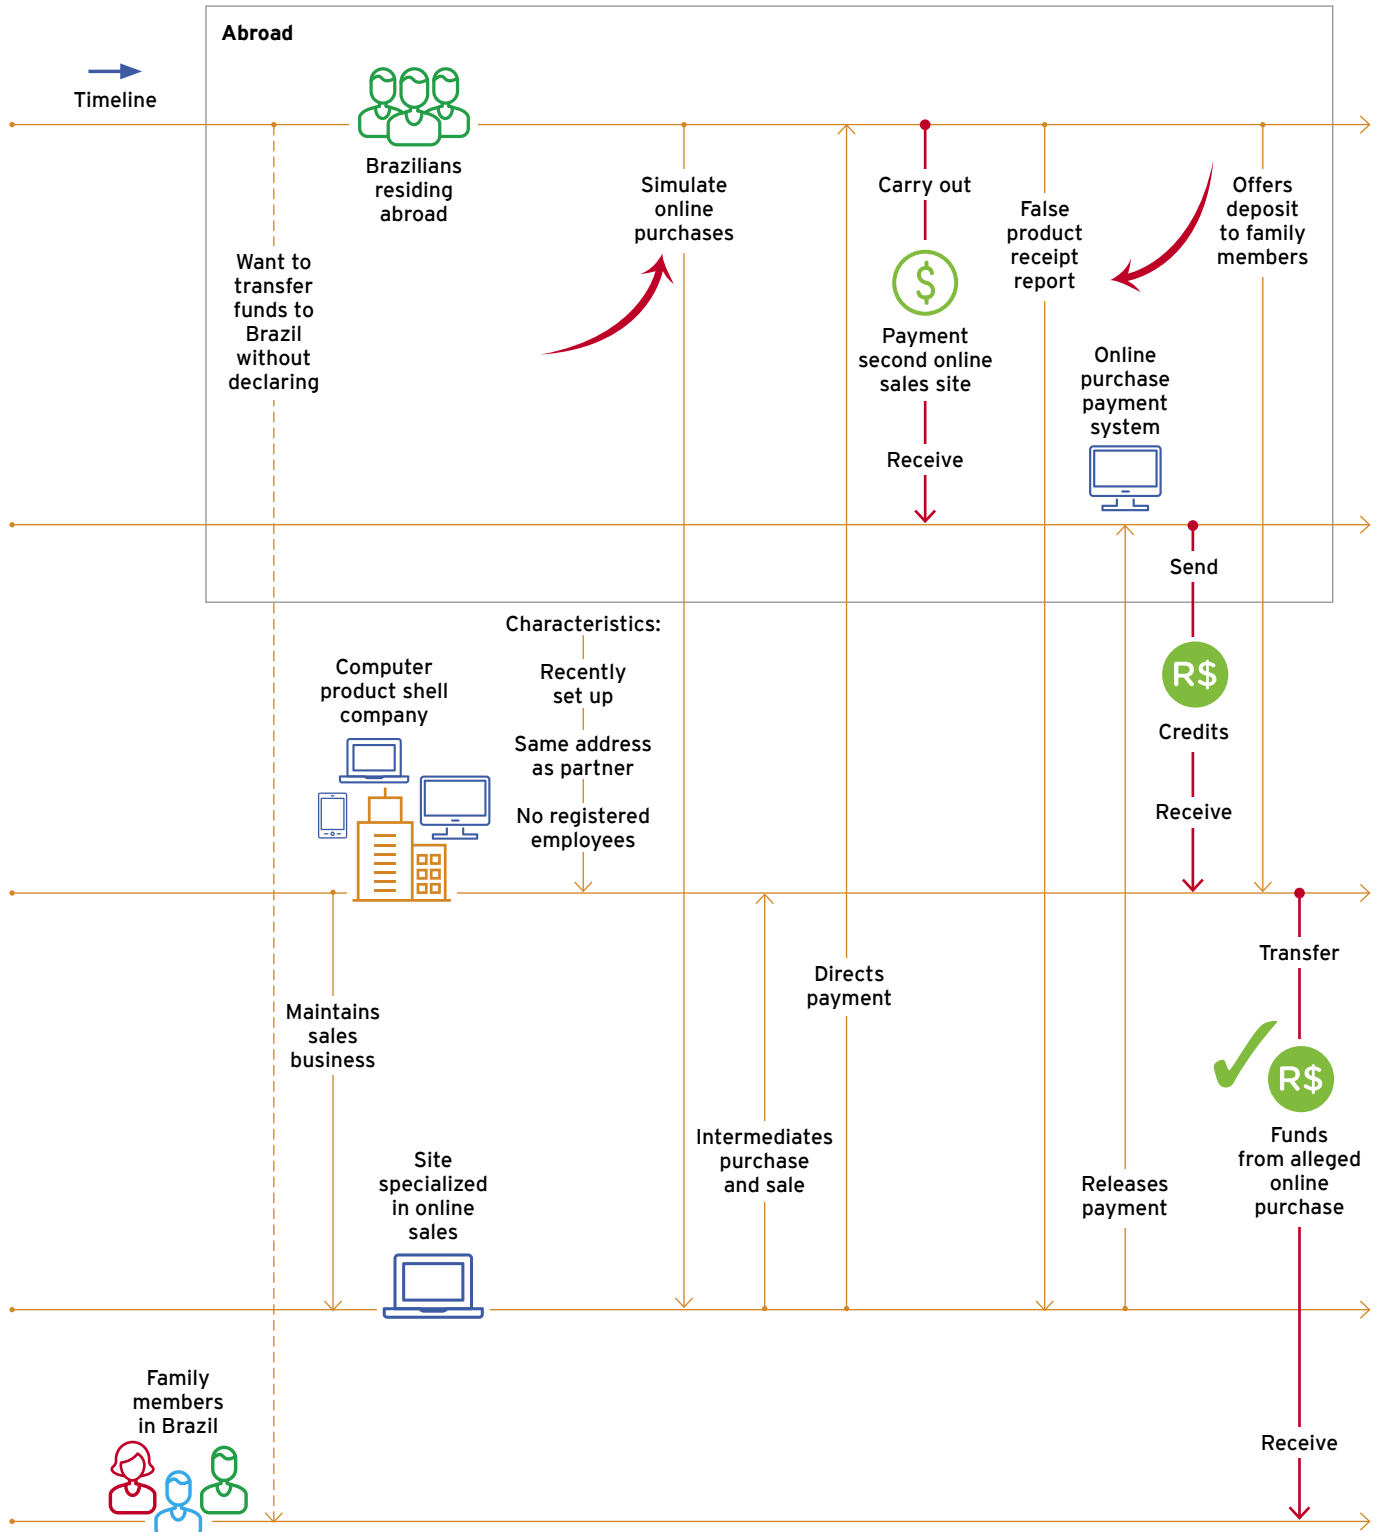 Abroad
Timeline
Brazilians
residing
abroad
Want to
transfer
funds to
Brazil
without
declaring
Simulate
online
purchases
Carry out
$
Payment
second online
sales site
Receive
False
product
receipt
report
Offers
deposit
to family
members
Online
purchase
payment
system
Send
R$
Credits
Receive
Characteristics:
Recently
set up
Same address
as partner
No registered
employees
Computer
product shell
company
Maintains
sales
business
Directs
payment
Transfer
R$
Funds
from alleged
online
purchase
Intermediates
purchase
and sale
Releases
payment
Site
specialized
in online
sales
Family
members
in Brazil
Receive